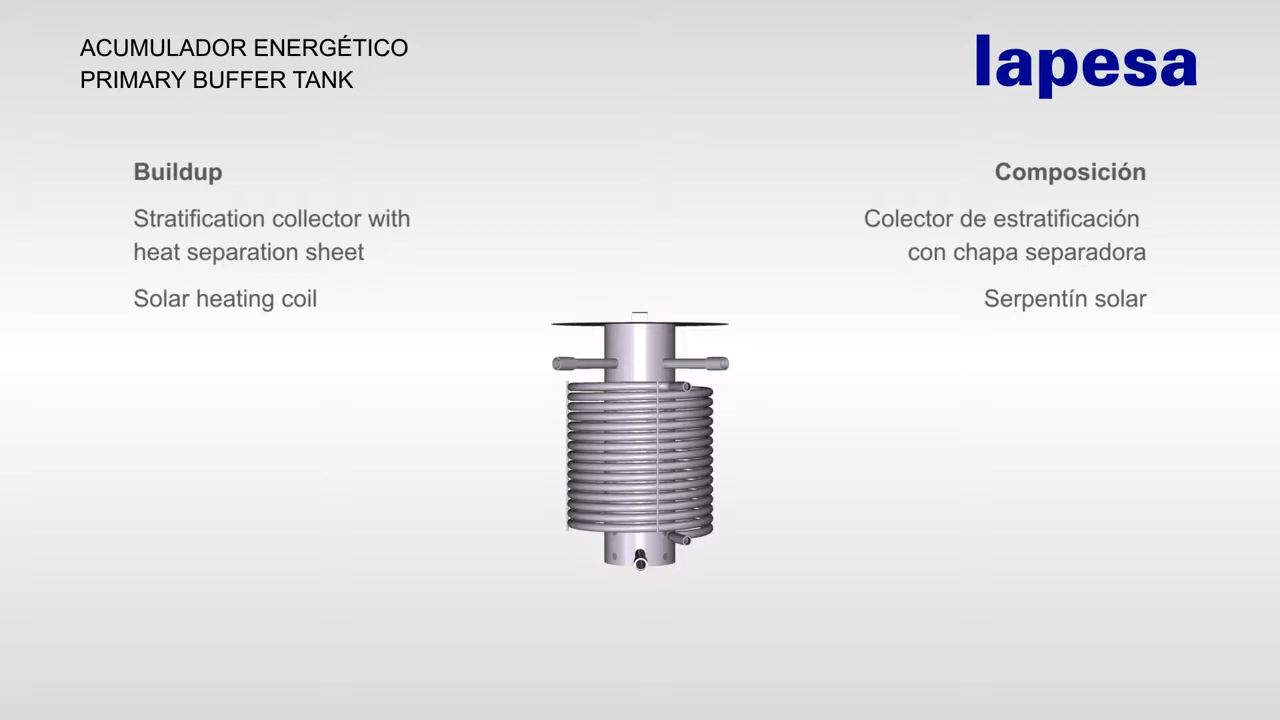 ACUMULADOR ENERGÉTICO
PRIMARY BUFFER TANK
lapesa
Buildup
Stratification collector with
heat separation sheet
Solar heating coil
Composición
Colector de estratificación
con chapa separadora
Serpentín solar